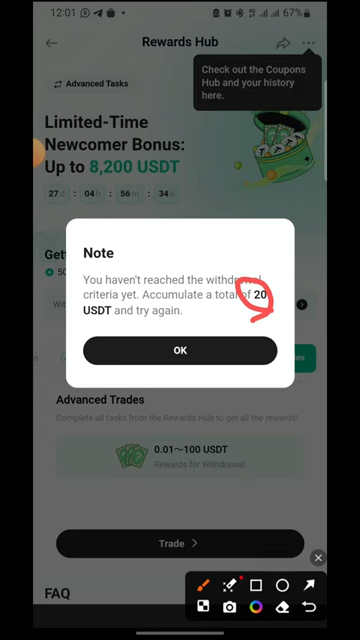 12:01
67%
Rewards Hub
Check out the Coupons
Hub and your history
here.
Advanced Tasks
Limited-Time
Newcomer Bonus:
Up to 8,200 USDT
27d : 04h : 56m : 34s
Note
You haven't reached the withdrawal
criteria yet. Accumulate a total of 20
USDT and try again.
OK
Advanced Trades
Complete all tasks from the Rewards Hub to get all the rewards!
0.01～100 USDT
Rewards for Withdrawal
Trade
FAQ